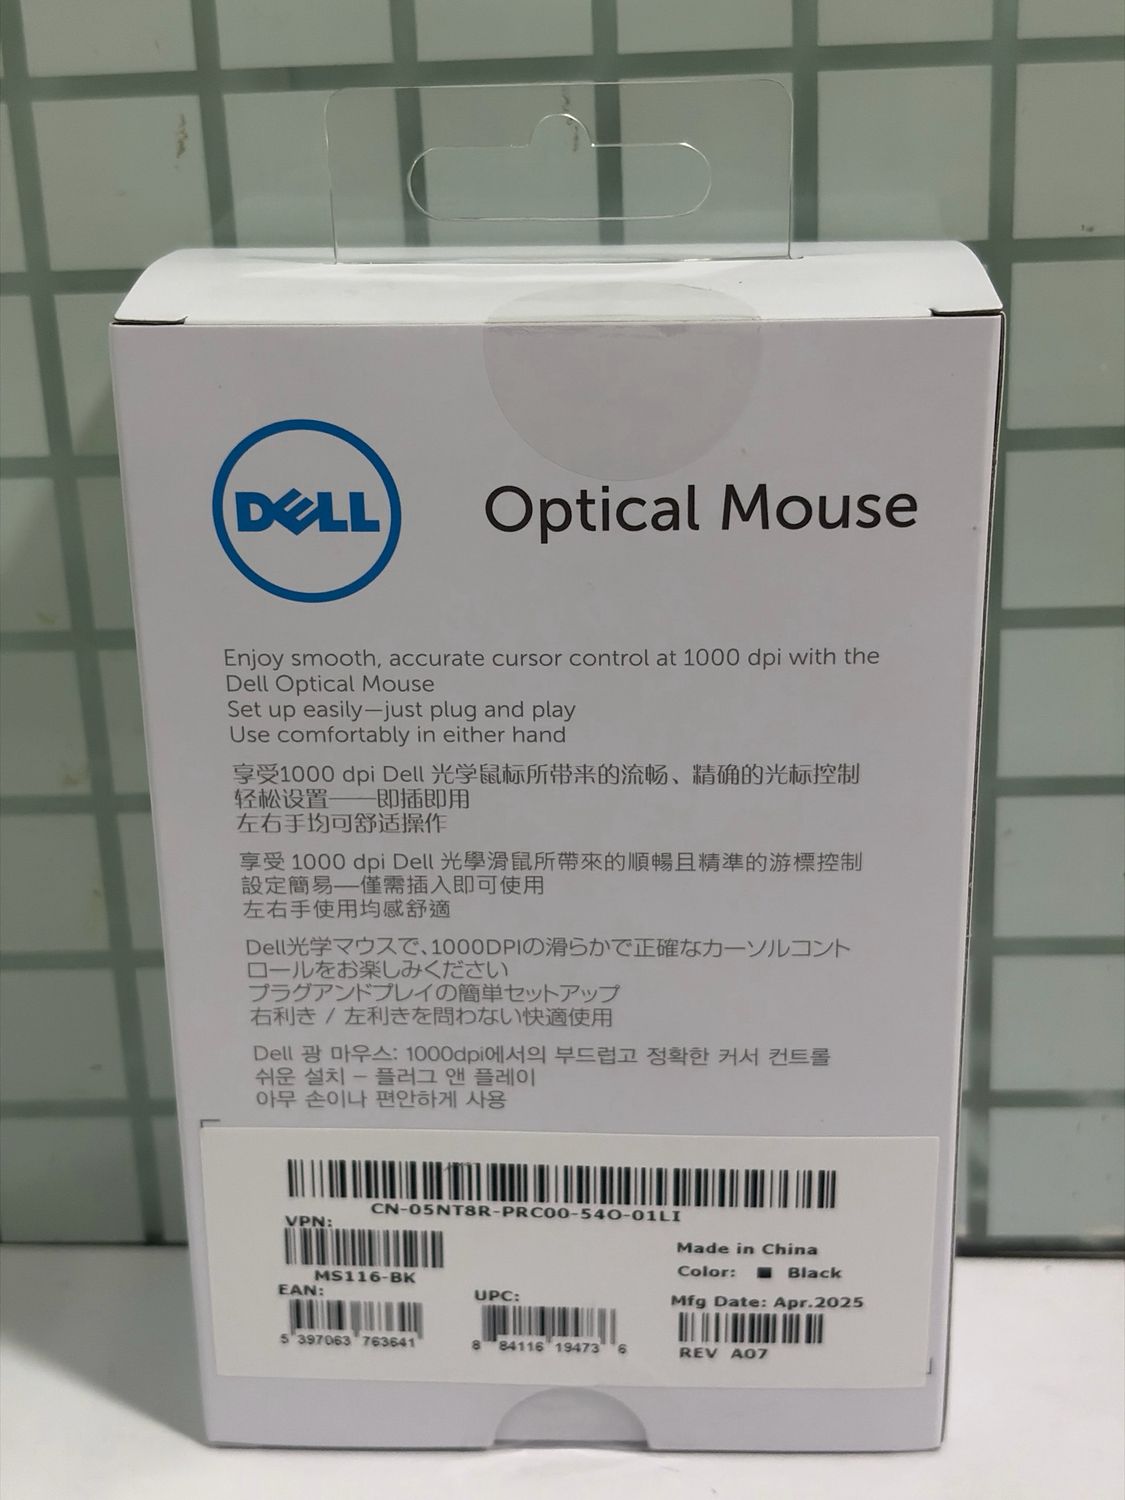 DELL
Optical Mouse
Enjoy smooth, accurate cursor control at 1000 dpi with the
Dell Optical Mouse
Set up easily—just plug and play
Use comfortably in either hand
享受1000 dpi Dell 光学鼠标所带来的流畅、精确的光标控制
轻松设置——即插即用
左右手均可舒适操作
享受 1000 dpi Dell 光學滑鼠所帶來的順暢且精準的游標控制
設定簡易—僅需插入即可使用
左右手使用均感舒適
Dell光学マウスで、1000DPIの滑らかで正確なカーソルコント
ロールをお楽しみください
プラグアンドプレイの簡単セットアップ
右利き / 左利きを問わない快適使用
Dell 광 마우스: 1000dpi에서의 부드럽고 정확한 커서 컨트롤
쉬운 설치 – 플러그 앤 플레이
아무 손이나 편안하게 사용
CN-05NT8R-PRC00-54O-01LI
VPN:
MS116-BK
EAN:
5 397063 763641
UPC:
8 84116 19473 6
Made in China
Color: ■ Black
Mfg Date: Apr.2025
REV A07